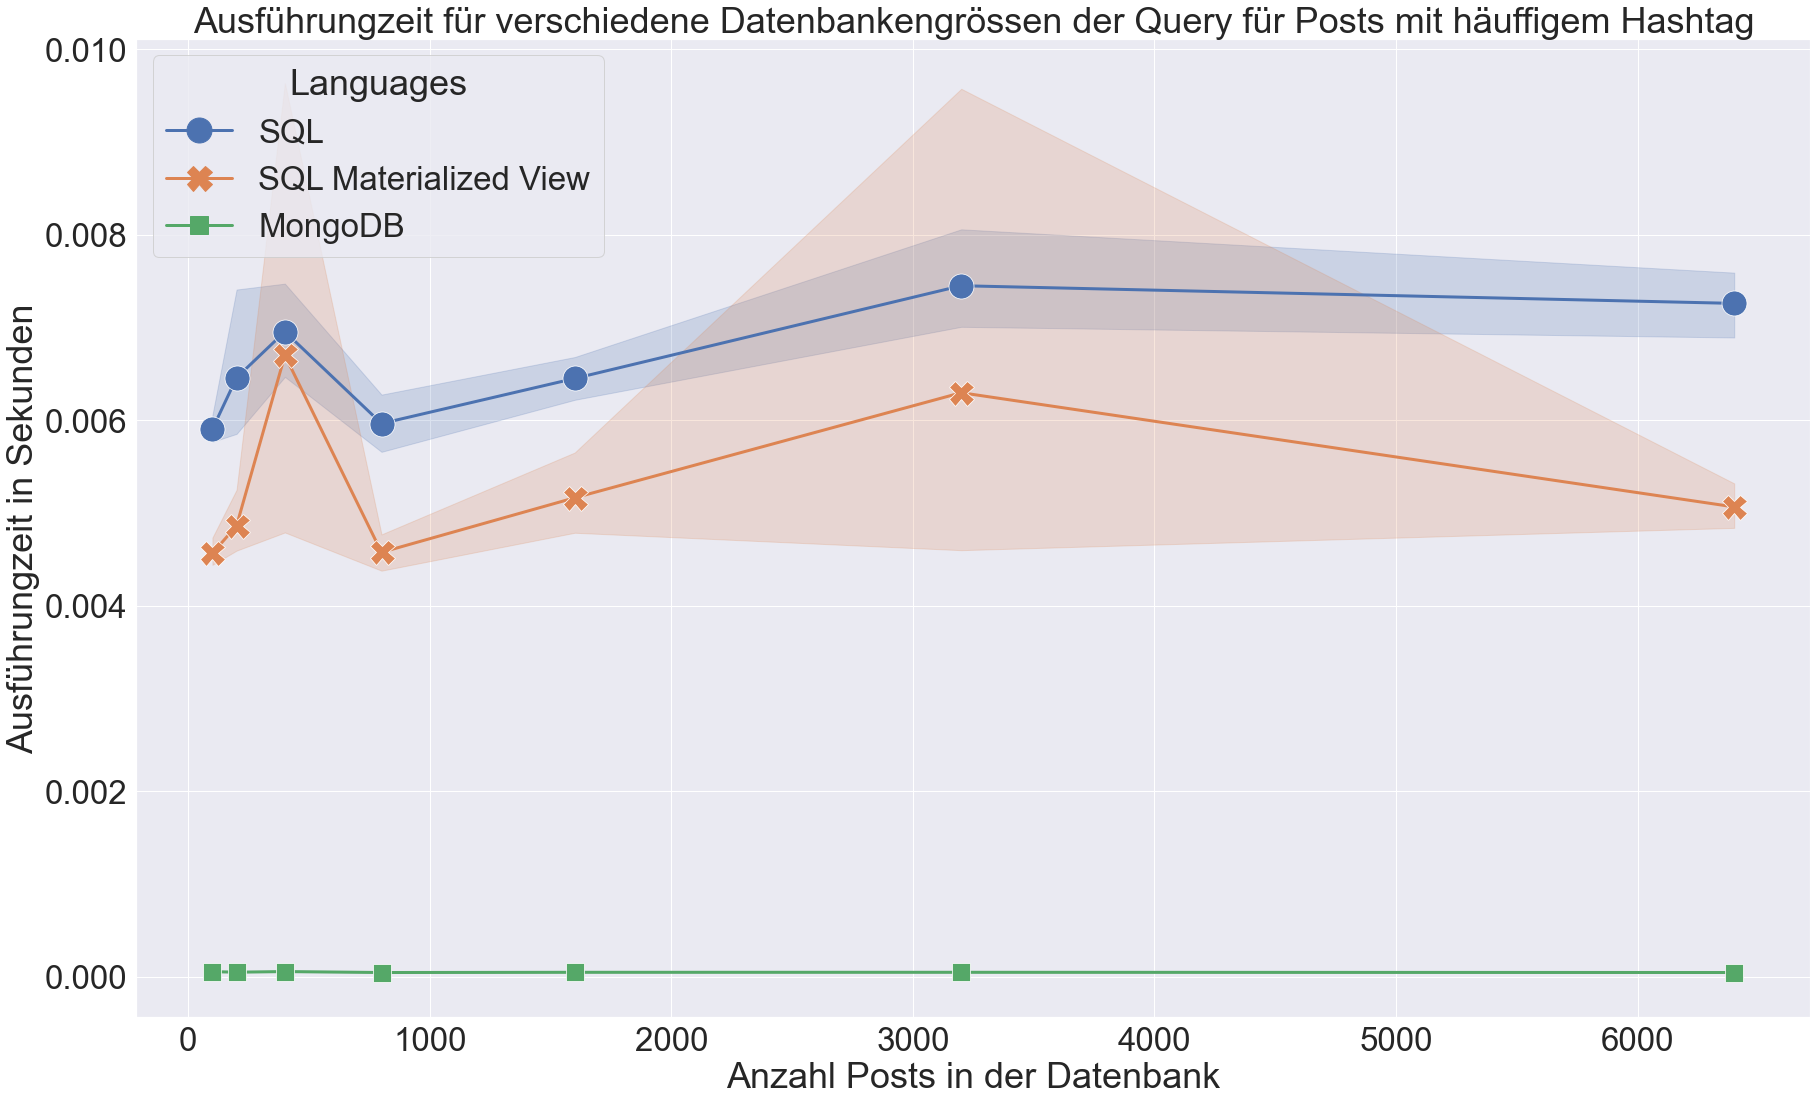 Ausführungzeit für verschiedene Datenbankengrössen der Query für Posts mit häuffigem Hashtag
Languages
SQL
SQL Materialized View
MongoDB
Ausführungzeit in Sekunden
0.010
0.008
0.006
0.004
0.002
0.000
0 1000 2000 3000 4000 5000 6000
Anzahl Posts in der Datenbank